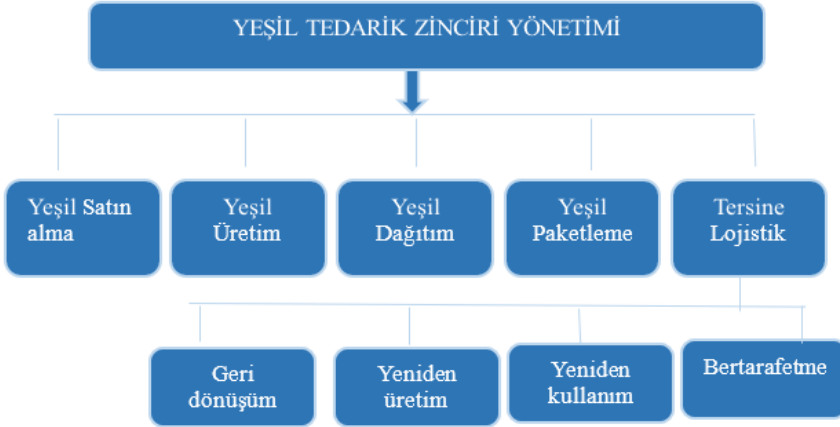 YEŞİL TEDARİK ZİNCİRİ YÖNETİMİ
Yeşil Satın
alma
Yeşil
Üretim
Yeşil
Dağıtım
Yeşil
Paketleme
Tersine
Lojistik
Geri
dönüşüm
Yeniden
üretim
Yeniden
kullanım
Bertarafetme